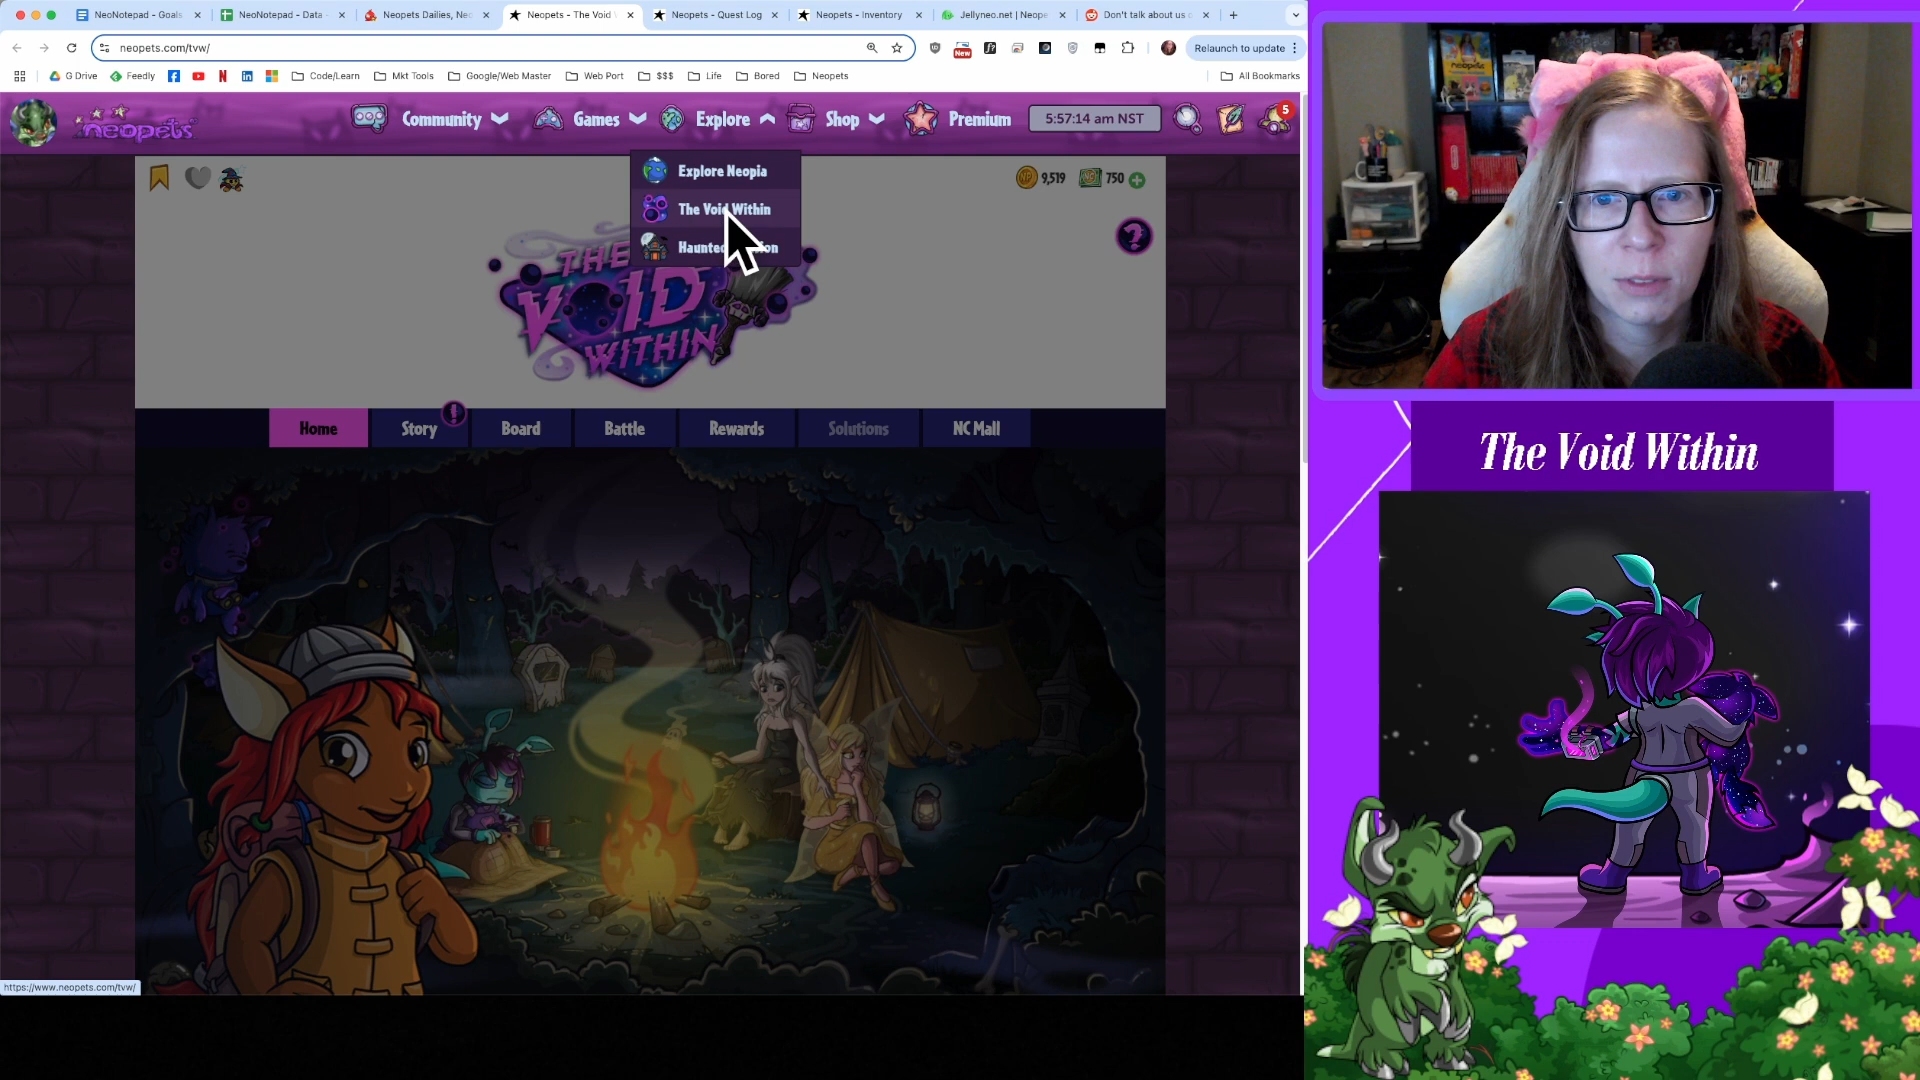 NeoNotepad - Goals
NeoNotepad - Data -
Neopets Dailies, Neo
Neopets - The Void W
Neopets - Quest Log
Neopets - Inventory
Jellyneo.net | Neope
Don't talk about us
neopets.com/tvw/
New
Relaunch to update
G Drive
Feedly
Code/Learn
Mkt Tools
Google/Web Master
Web Port
$$$
Life
Bored
Neopets
All Bookmarks
neopets
Community
Games
Explore
Shop
Premium
5:57:14 am NST
5
Explore Neopia
The Void Within
9,519
750
?
THE
VOID
WITHIN
Home
Story
!
Board
Battle
Rewards
Solutions
NC Mall
https://www.neopets.com/tvw/
The Void Within